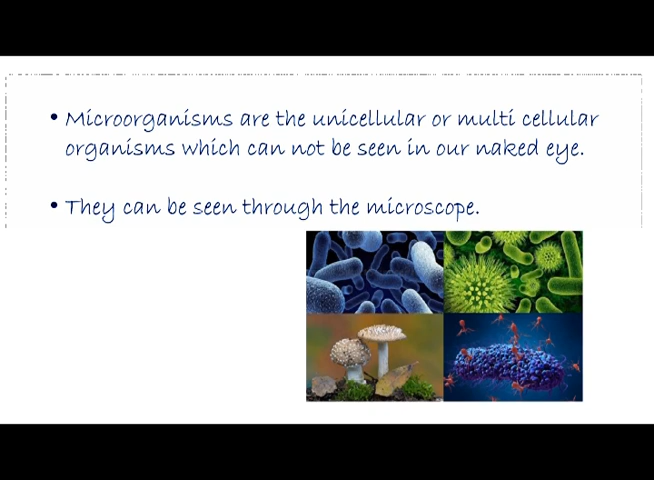 • Microorganisms are the unicellular or multi cellular
organisms which can not be seen in our naked eye.
• They can be seen through the microscope.